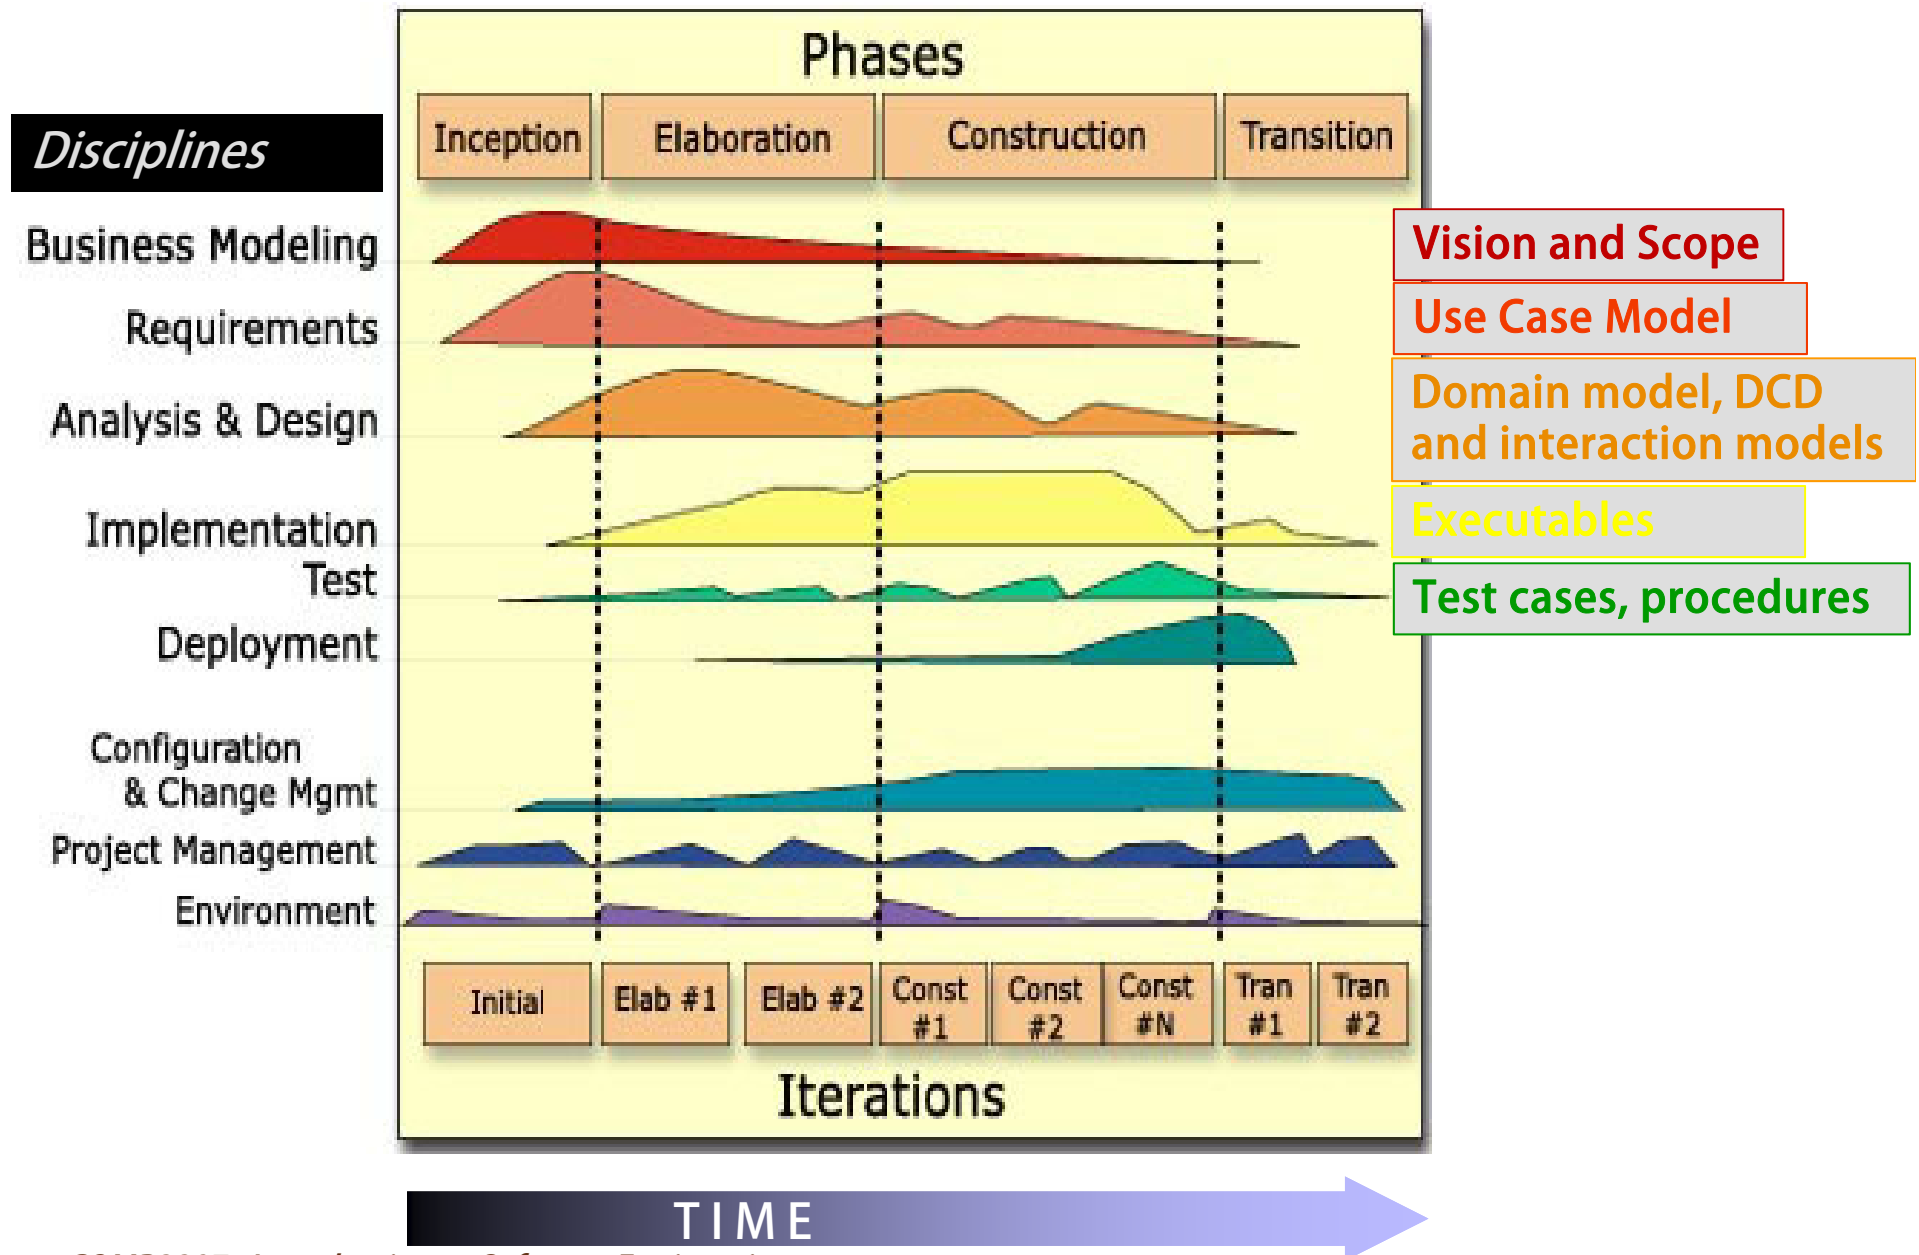 Phases
Inception
Elaboration
Construction
Transition
Disciplines
Business Modeling
Vision and Scope
Requirements
Use Case Model
Analysis & Design
Domain model, DCD
and interaction models
Implementation
Executables
Test
Test cases, procedures
Deployment
Configuration
& Change Mgmt
Project Management
Environment
Initial
Elab #1
Elab #2
Const
#1
Const
#2
Const
#N
Tran
#1
Tran
#2
Iterations
TIME